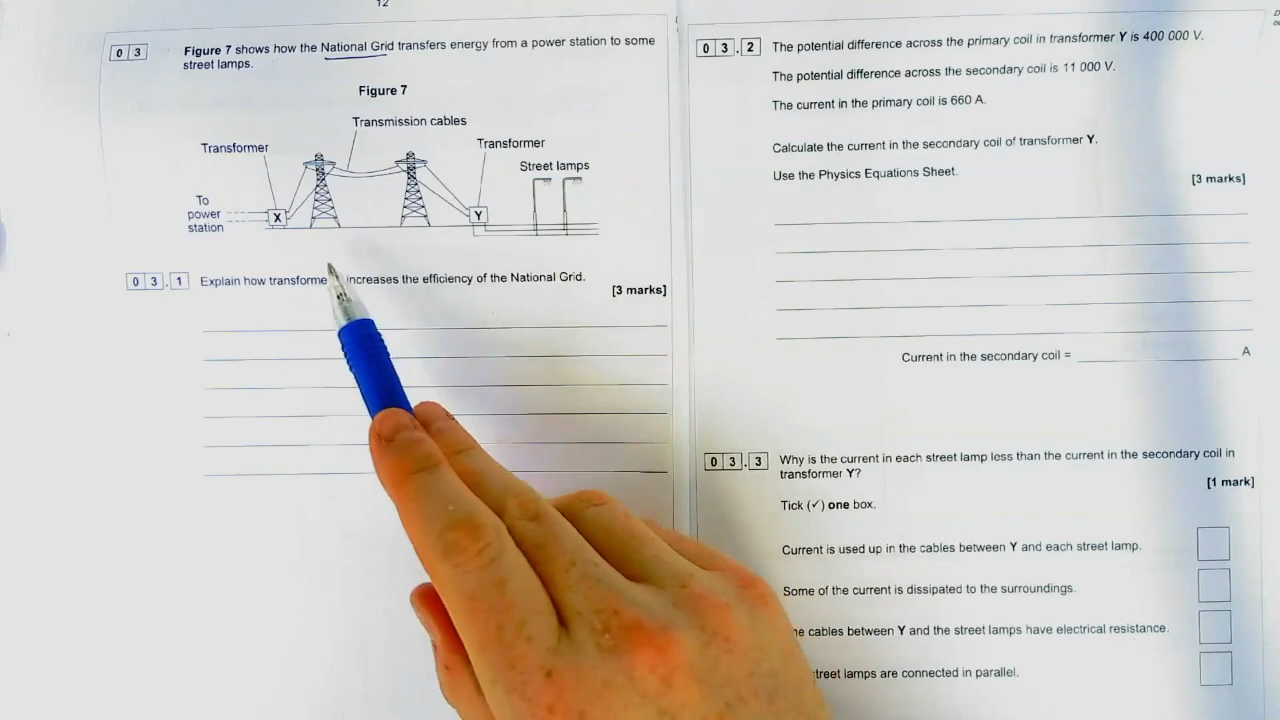 12
0 3
Figure 7 shows how the National Grid transfers energy from a power station to some
street lamps.
Figure 7
Transmission cables
Transformer
Transformer
Street lamps
To
power
station
X
Y
0 3 . 1 Explain how transforme increases the efficiency of the National Grid.
[3 marks]
0 3 . 2 The potential difference across the primary coil in transformer Y is 400 000 V.
The potential difference across the secondary coil is 11 000 V.
The current in the primary coil is 660 A.
Calculate the current in the secondary coil of transformer Y.
Use the Physics Equations Sheet.
[3 marks]
Current in the secondary coil = A
0 3 . 3 Why is the current in each street lamp less than the current in the secondary coil in
transformer Y?
[1 mark]
Tick (✓) one box.
Current is used up in the cables between Y and each street lamp.
Some of the current is dissipated to the surroundings.
cables between Y and the street lamps have electrical resistance.
street lamps are connected in parallel.